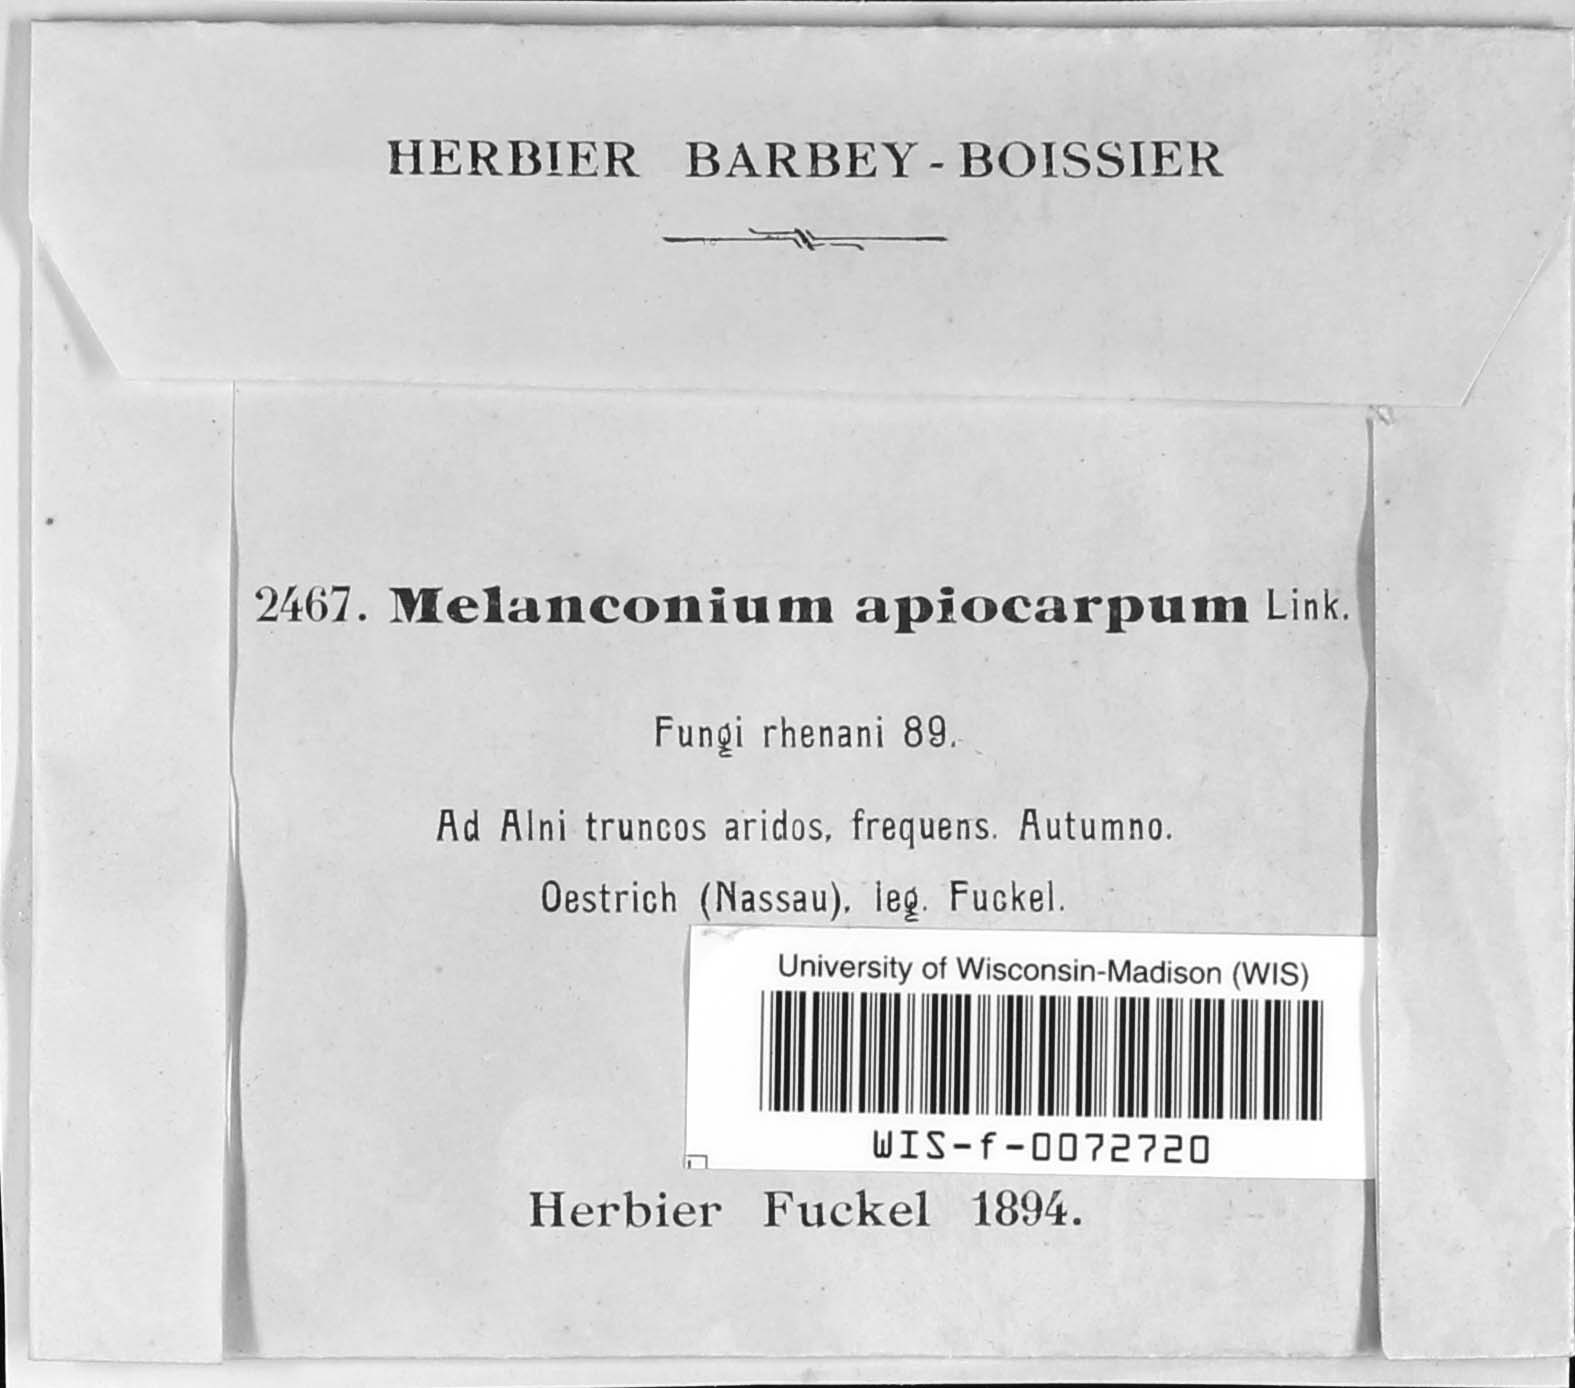 HERBIER BARBEY-BOISSIER
2467. Melanconium apiocarpum Link.
Fungi rhenani 89.
Ad Alni truncos aridos, frequens. Autumno.
Oestrich (Nassau), leg. Fuckel.
University of Wisconsin-Madison (WIS)
WIS-f-0072720
Herbier Fuckel 1894.